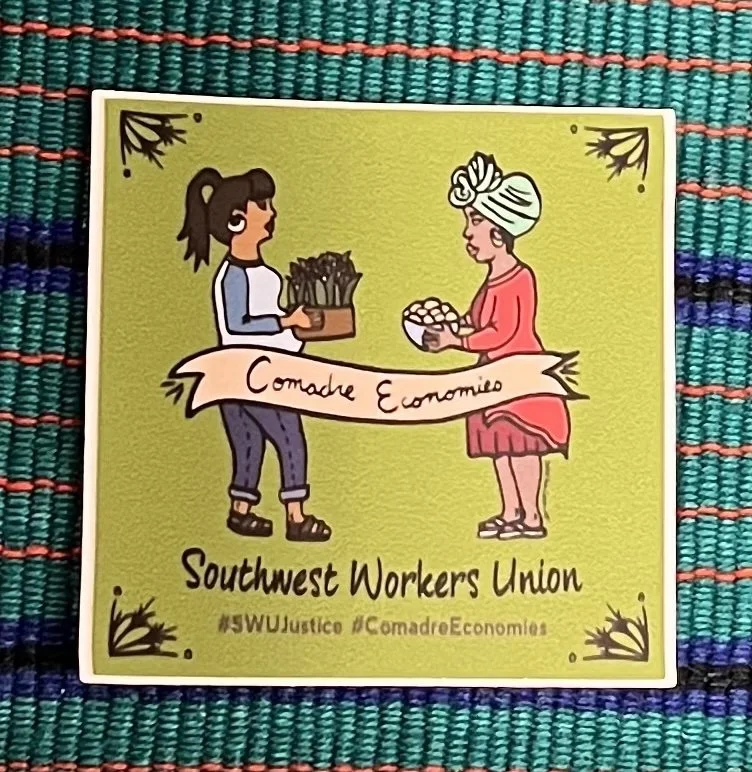 Comadre Economies
Southwest Workers Union
#SWUJustice #ComadreEconomies